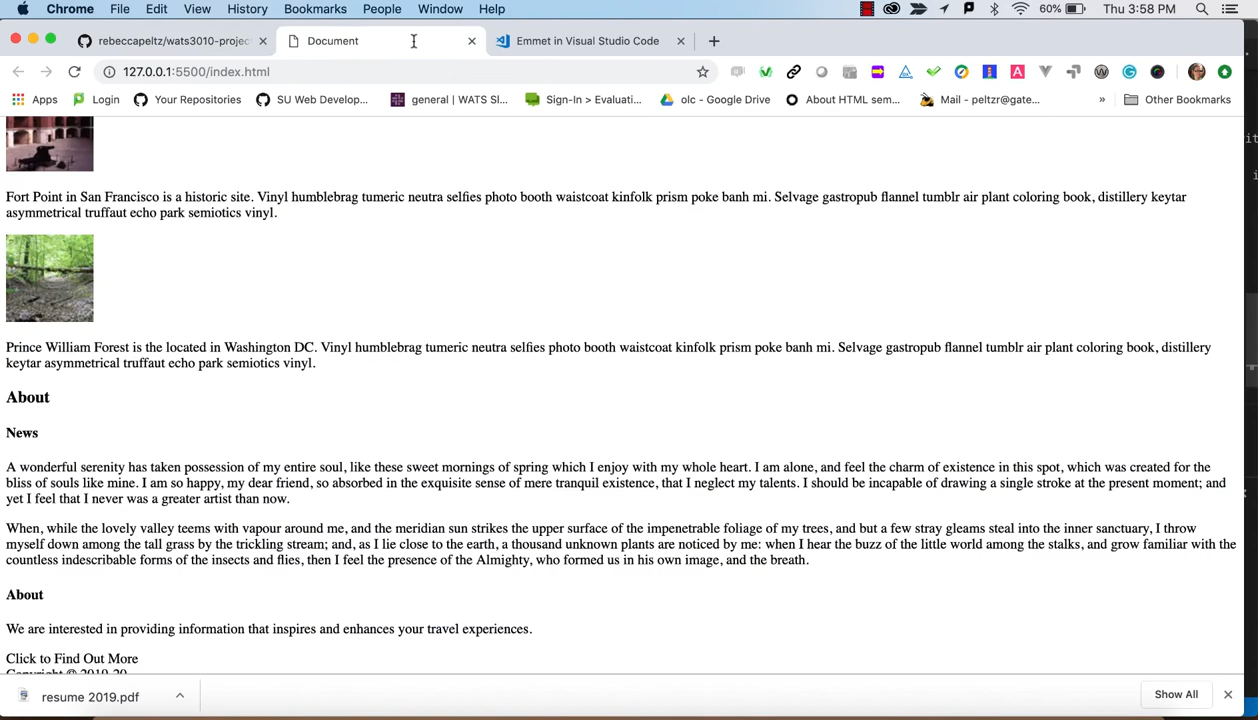 Chrome File Edit View History Bookmarks People Window Help 60% Thu 3:58 PM
rebeccapeltz/wats3010-projec Document Emmet in Visual Studio Code
127.0.0.1:5500/index.html
Apps Login Your Repositories SU Web Develop... general | WATS Sl... Sign-In > Evaluati... olc - Google Drive About HTML sem... Mail - peltzr@gate... » Other Bookmarks
Fort Point in San Francisco is a historic site. Vinyl humblebrag tumeric neutra selfies photo booth waistcoat kinfolk prism poke banh mi. Selvage gastropub flannel tumblr air plant coloring book, distillery keytar
asymmetrical truffaut echo park semiotics vinyl.
Prince William Forest is the located in Washington DC. Vinyl humblebrag tumeric neutra selfies photo booth waistcoat kinfolk prism poke banh mi. Selvage gastropub flannel tumblr air plant coloring book, distillery
keytar asymmetrical truffaut echo park semiotics vinyl.
About
News
A wonderful serenity has taken possession of my entire soul, like these sweet mornings of spring which I enjoy with my whole heart. I am alone, and feel the charm of existence in this spot, which was created for the
bliss of souls like mine. I am so happy, my dear friend, so absorbed in the exquisite sense of mere tranquil existence, that I neglect my talents. I should be incapable of drawing a single stroke at the present moment; and
yet I feel that I never was a greater artist than now.
When, while the lovely valley teems with vapour around me, and the meridian sun strikes the upper surface of the impenetrable foliage of my trees, and but a few stray gleams steal into the inner sanctuary, I throw
myself down among the tall grass by the trickling stream; and, as I lie close to the earth, a thousand unknown plants are noticed by me: when I hear the buzz of the little world among the stalks, and grow familiar with the
countless indescribable forms of the insects and flies, then I feel the presence of the Almighty, who formed us in his own image, and the breath.
About
We are interested in providing information that inspires and enhances your travel experiences.
Click to Find Out More
Copyright © 2019-20
resume 2019.pdf Show All